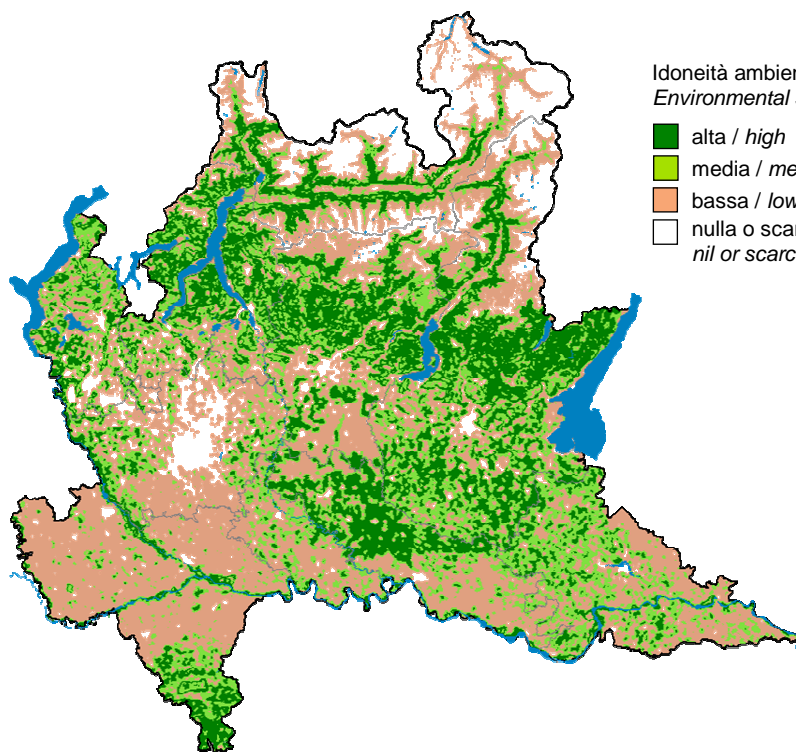 Idoneità ambien
Environmental
alta / high
media / me
bassa / low
nulla o scar
nil or scarc